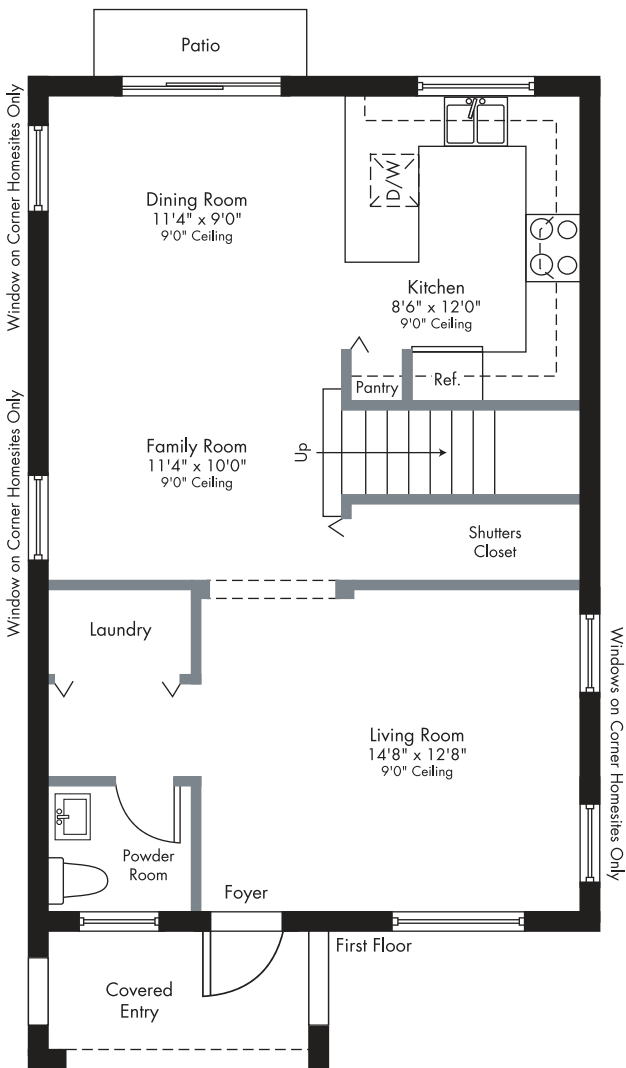 Patio
Window on Corner Homesites Only
Dining Room
11'4" x 9'0"
9'0" Ceiling
D/W
Kitchen
8'6" x 12'0"
9'0" Ceiling
Pantry
Ref.
Window on Corner Homesites Only
Family Room
11'4" x 10'0"
9'0" Ceiling
Up
Shutters
Closet
Laundry
Windows on Corner Homesites Only
Living Room
14'8" x 12'8"
9'0" Ceiling
Powder
Room
Foyer
First Floor
Covered
Entry